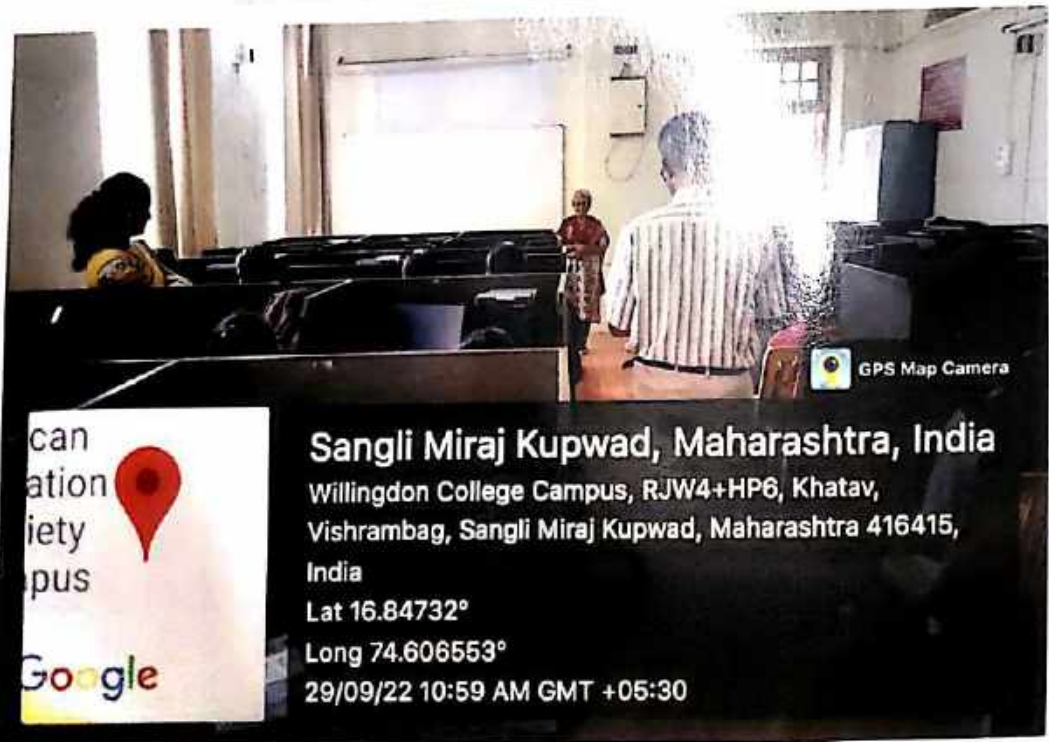 GPS Map Camera
can
ation
iety
pus
Google
Sangli Miraj Kupwad, Maharashtra, India
Willingdon College Campus, RJW4+HP6, Khatav,
Vishrambag, Sangli Miraj Kupwad, Maharashtra 416415,
India
Lat 16.84732°
Long 74.606553°
29/09/22 10:59 AM GMT +05:30